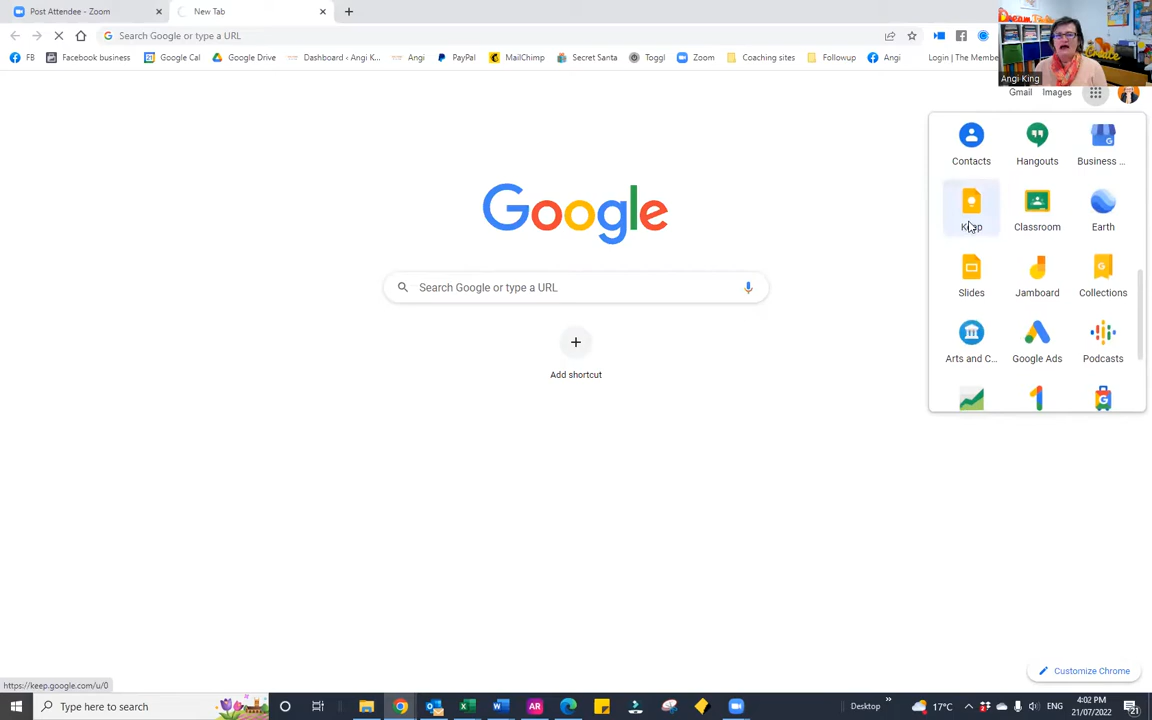 Post Attendee - Zoom
New Tab
Search Google or type a URL
FB
Facebook business
Google Cal
Google Drive
Dashboard ‹ Angi K...
Angi
PayPal
MailChimp
Secret Santa
Toggl
Zoom
Coaching sites
Followup
Angi
Login | The Membe
Angi King
Gmail
Images
Contacts
Hangouts
Business ...
Keep
Classroom
Earth
Google
Search Google or type a URL
Slides
Jamboard
Collections
Arts and C...
Google Ads
Podcasts
Add shortcut
Customize Chrome
https://keep.google.com/u/0
Type here to search
Desktop
17°C
ENG
4:02 PM
21/07/2022